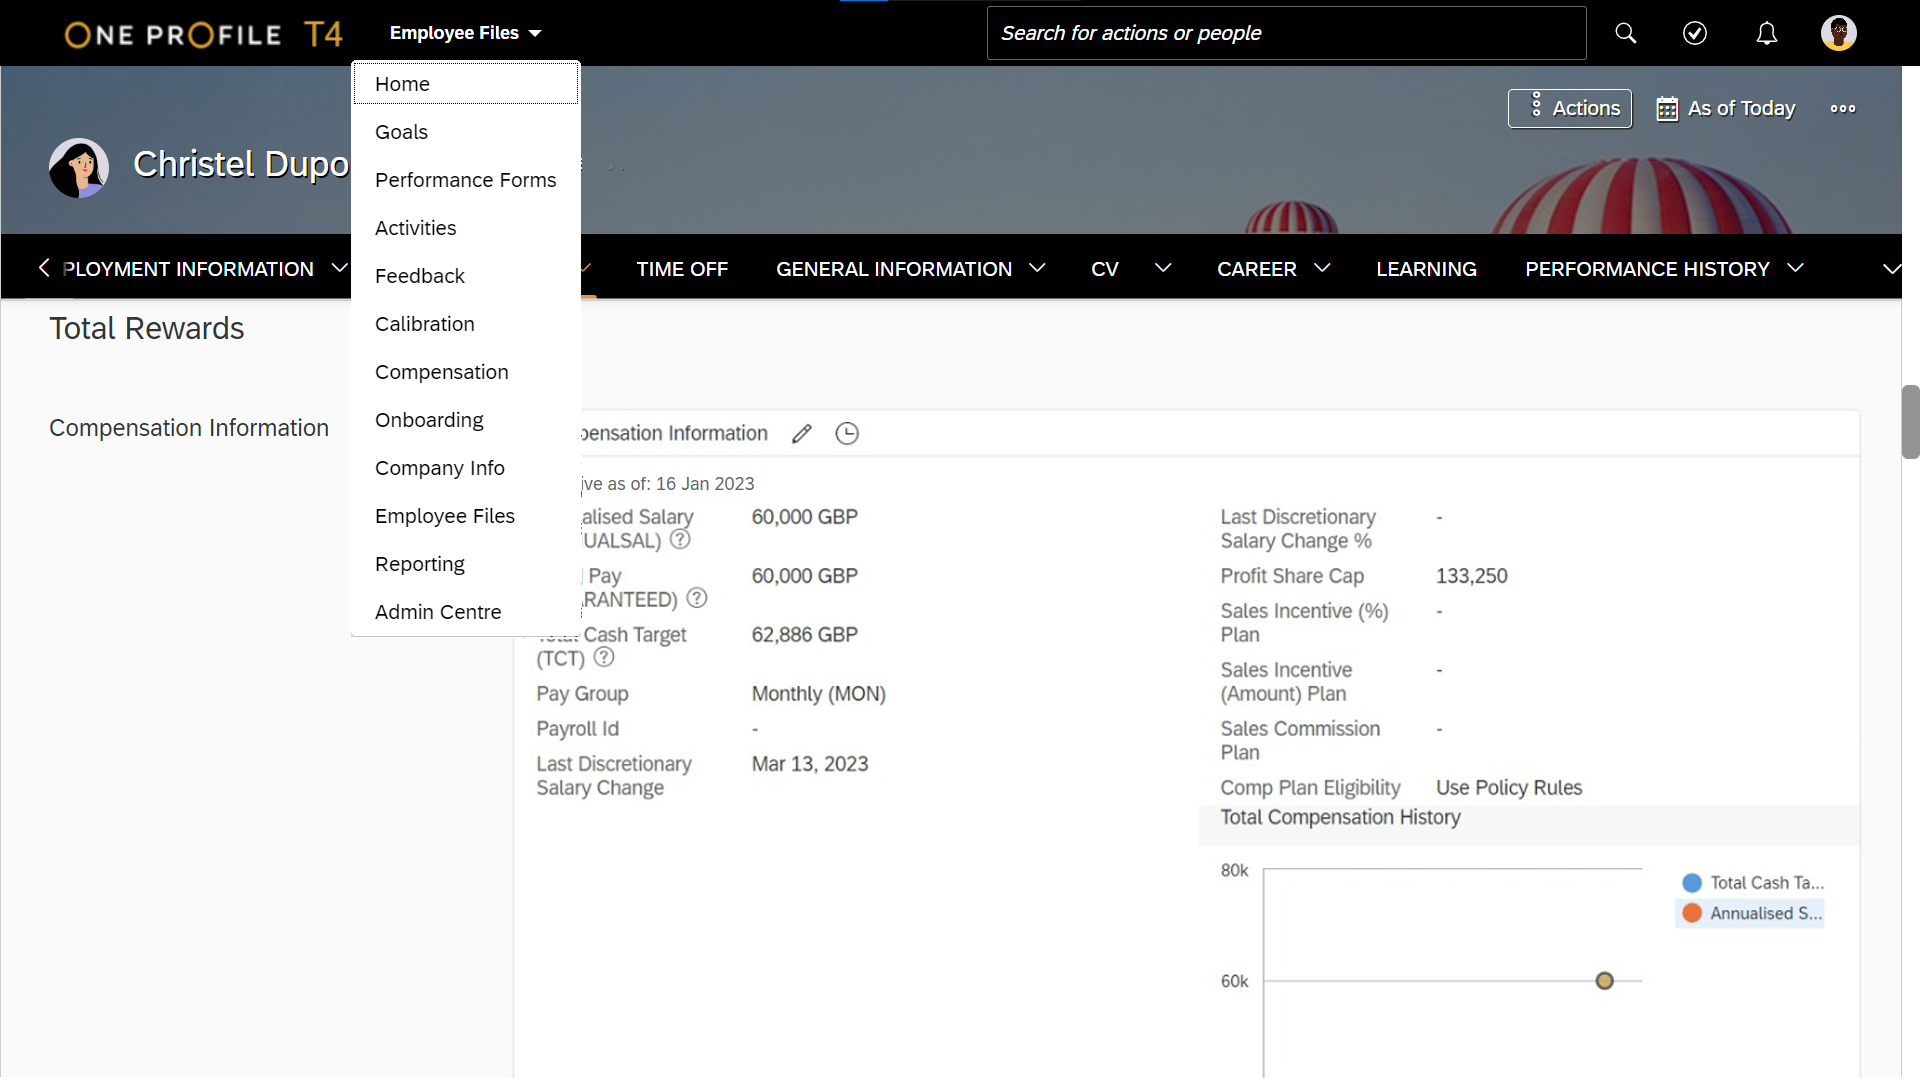 ONE PROFILE T4
Employee Files
Search for actions or people
Home
Goals
Performance Forms
Activities
Feedback
Calibration
Compensation
Onboarding
Company Info
Employee Files
Reporting
Admin Centre
Actions
As of Today
Christel Dupo
PLOYMENT INFORMATION
TIME OFF
GENERAL INFORMATION
CV
CAREER
LEARNING
PERFORMANCE HISTORY
Total Rewards
Compensation Information
pensation Information
ive as of: 16 Jan 2023
alised Salary
UALSAL)
60,000 GBP
Pay
RANTEED)
60,000 GBP
Total Cash Target
(TCT)
62,886 GBP
Pay Group
Monthly (MON)
Payroll Id
-
Last Discretionary
Salary Change
Mar 13, 2023
Last Discretionary
Salary Change %
-
Profit Share Cap
133,250
Sales Incentive (%)
Plan
-
Sales Incentive
(Amount) Plan
-
Sales Commission
Plan
-
Comp Plan Eligibility
Use Policy Rules
Total Compensation History
80k
60k
Total Cash Ta...
Annualised S...